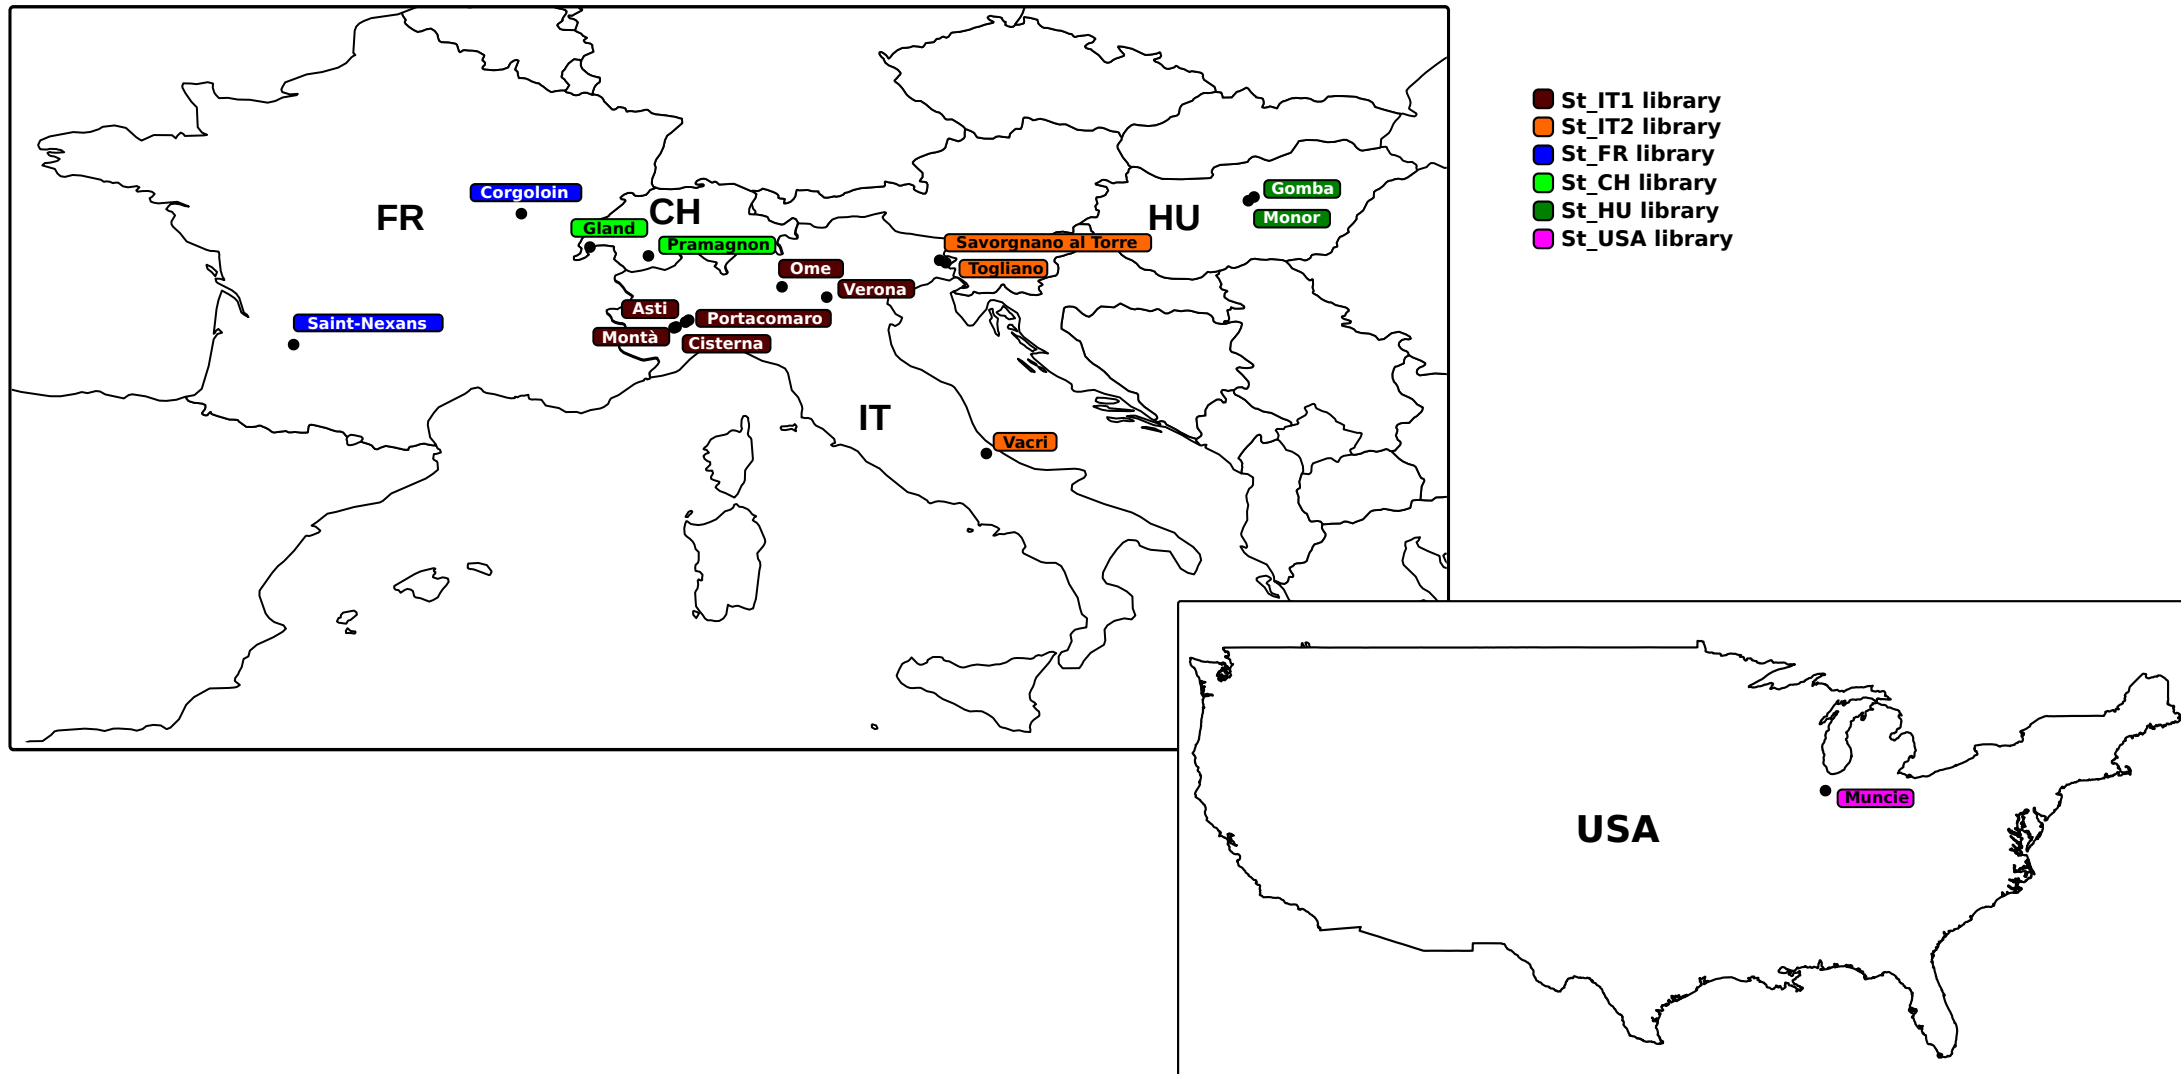 St_IT1 library
St_IT2 library
St_FR library
St_CH library
St_HU library
St_USA library
Corgoloin
FR
CH
HU
Gomba
Monor
Gland
Pramagnon
Savorgnano al Torre
Togliano
Ome
Verona
Asti
Portacomaro
Montà
Cisterna
Saint-Nexans
IT
Vacri
Muncie
USA